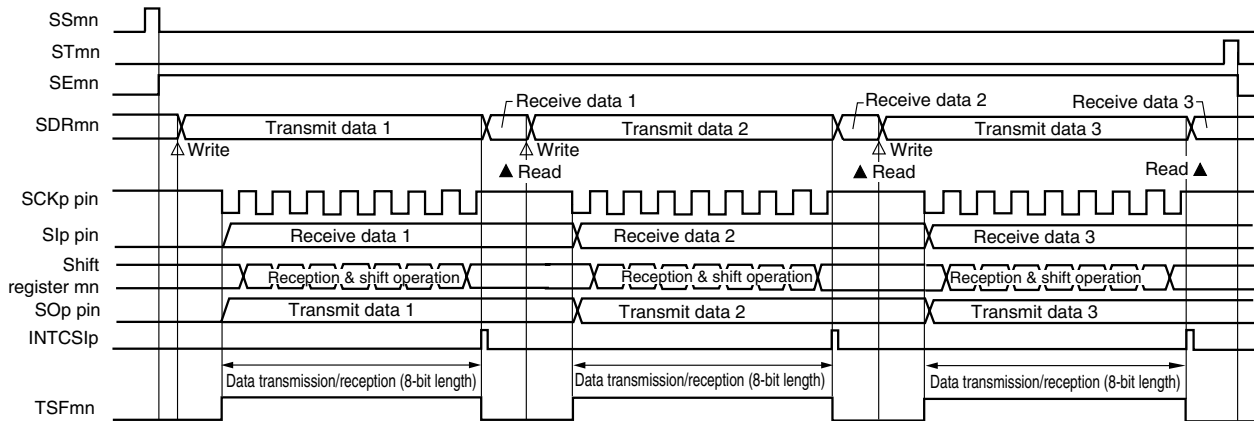 SSmn
STmn
SEmn
Receive data 1
Receive data 2
Receive data 3
SDRmn
Transmit data 1
Transmit data 2
Transmit data 3
Write
Write
Write
Read
Read
Read
SCKp pin
SIp pin
Receive data 1
Receive data 2
Receive data 3
Shift
register mn
Reception & shift operation
Reception & shift operation
Reception & shift operation
SOp pin
Transmit data 1
Transmit data 2
Transmit data 3
INTCSIp
Data transmission/reception (8-bit length)
Data transmission/reception (8-bit length)
Data transmission/reception (8-bit length)
TSFmn